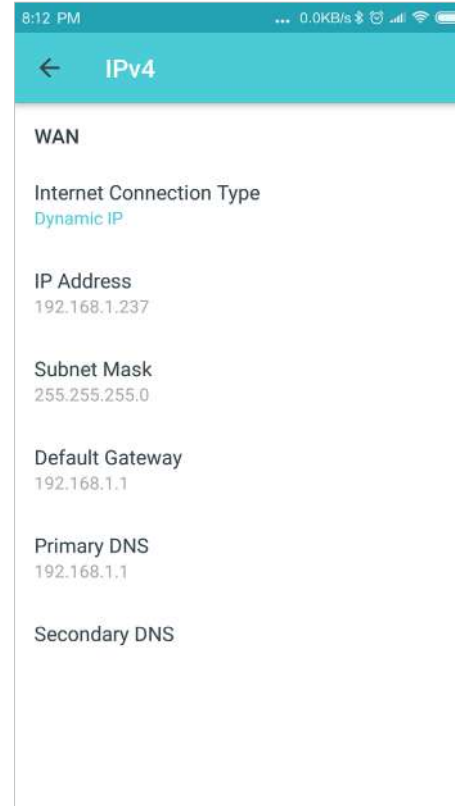 8:12 PM ... 0.0KB/s
IPv4
WAN
Internet Connection Type
Dynamic IP
IP Address
192.168.1.237
Subnet Mask
255.255.255.0
Default Gateway
192.168.1.1
Primary DNS
192.168.1.1
Secondary DNS